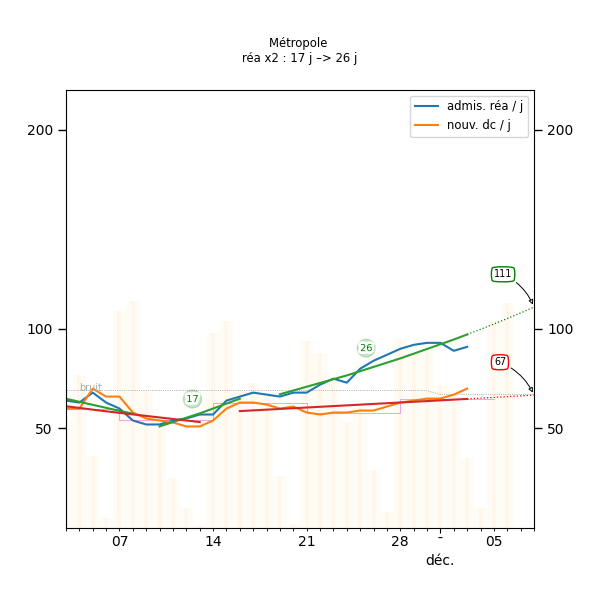 Métropole
réa x2 : 17 j –> 26 j
admis. réa / j
nouv. dc / j
200
200
111
100
100
26
67
bruit
17
50
50
07
14
21
28
-
05
déc.